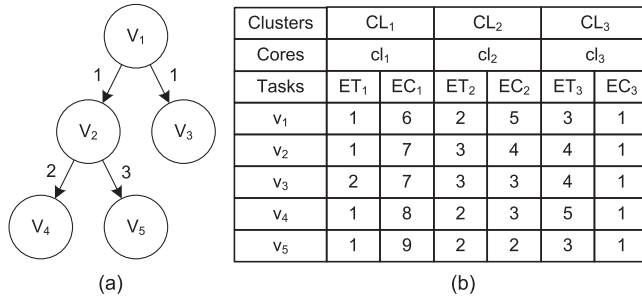 V1
1 1
V2 V3
2 3
V4 V5
(a)
Clusters CL1 CL2 CL3
Cores cl1 cl2 cl3
Tasks ET1 EC1 ET2 EC2 ET3 EC3
v1 1 6 2 5 3 1
v2 1 7 3 4 4 1
v3 2 7 3 3 4 1
v4 1 8 2 3 5 1
v5 1 9 2 2 3 1
(b)